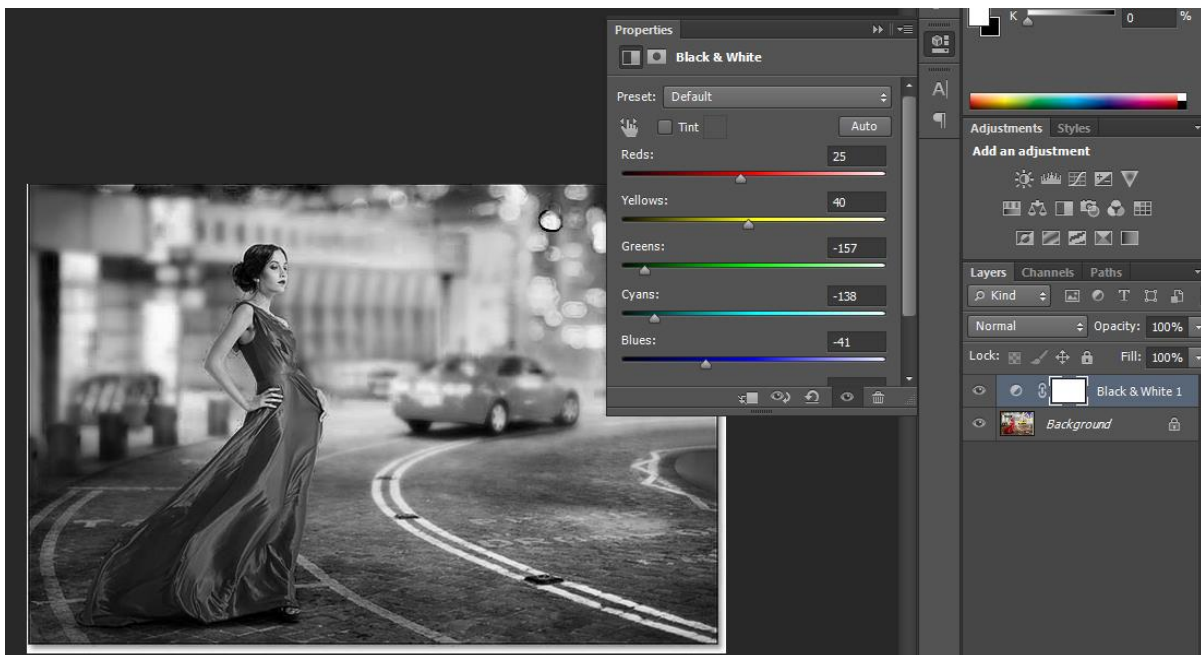 K 0 %
Properties
Black & White
Preset: Default
Tint Auto
Reds: 25
Yellows: 40
Greens: -157
Cyans: -138
Blues: -41
A|
¶
Adjustments Styles
Add an adjustment
Layers Channels Paths
Kind T
Normal Opacity: 100%
Lock: Fill: 100%
Black & White 1
Background